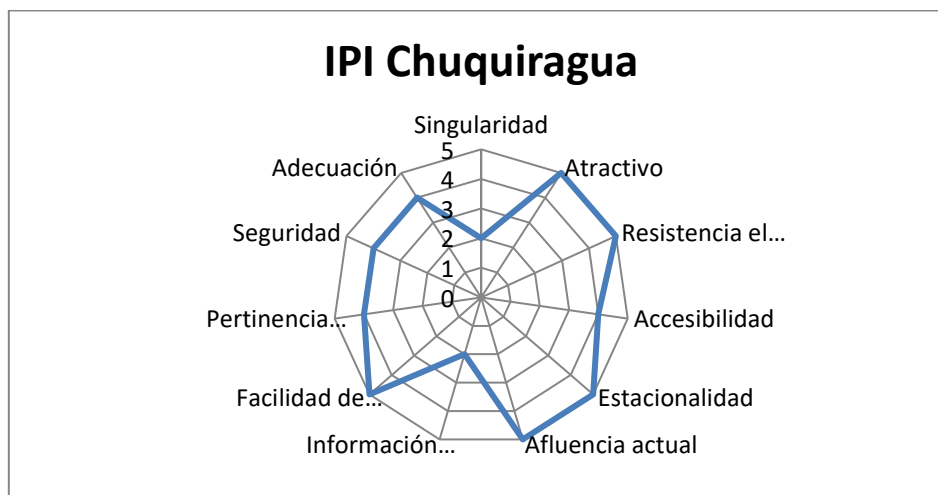 IPI Chuquiragua
Singularidad
Atractivo
Resistencia el...
Accesibilidad
Estacionalidad
Afluencia actual
Información...
Facilidad de...
Pertinencia...
Seguridad
Adecuación
5
4
3
2
1
0